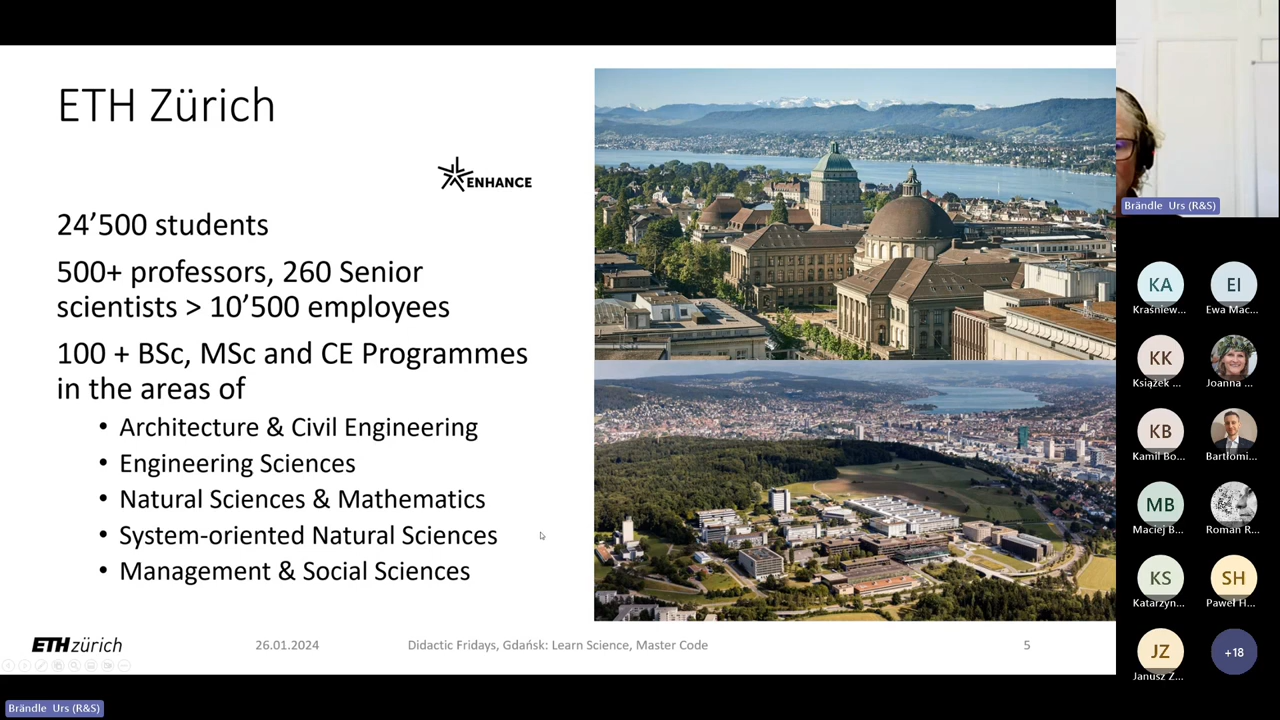 ETH Zürich
ENHANCE
24’500 students
500+ professors, 260 Senior
scientists > 10’500 employees
100 + BSc, MSc and CE Programmes
in the areas of
• Architecture & Civil Engineering
• Engineering Sciences
• Natural Sciences & Mathematics
• System-oriented Natural Sciences
• Management & Social Sciences
ETH zürich
26.01.2024
Didactic Fridays, Gdańsk: Learn Science, Master Code
5
Brändle Urs (R&S)
KA
Kraśniew...
EI
Ewa Mac...
KK
Książek ...
Joanna ...
KB
Kamil Bo...
Bartłomi...
MB
Maciej B...
Roman R...
KS
Katarzyn...
SH
Paweł H...
JZ
Janusz Z...
+18
Brändle Urs (R&S)